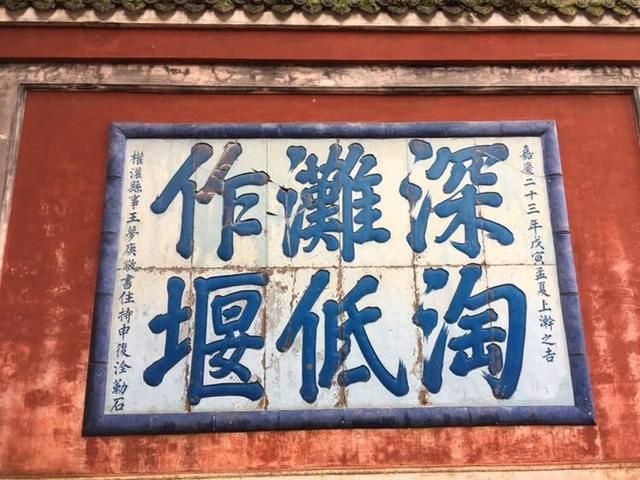 嘉慶二十三年戊寅孟夏上澣之吉
深淘
灘低
作堰
權灌縣事王夢庚敬書住持申復洤勒石